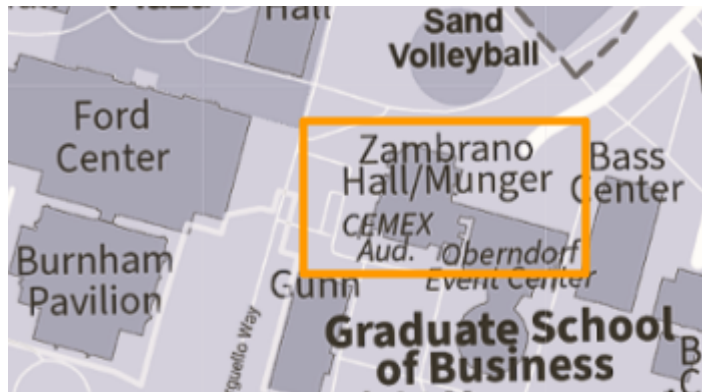 Hall
Sand
Volleyball
Ford
Center
Zambrano
Hall/Munger
Bass
Center
CEMEX
Aud.
Oberndorf
Event Center
Burnham
Pavilion
Gunn
Graduate School
of Business